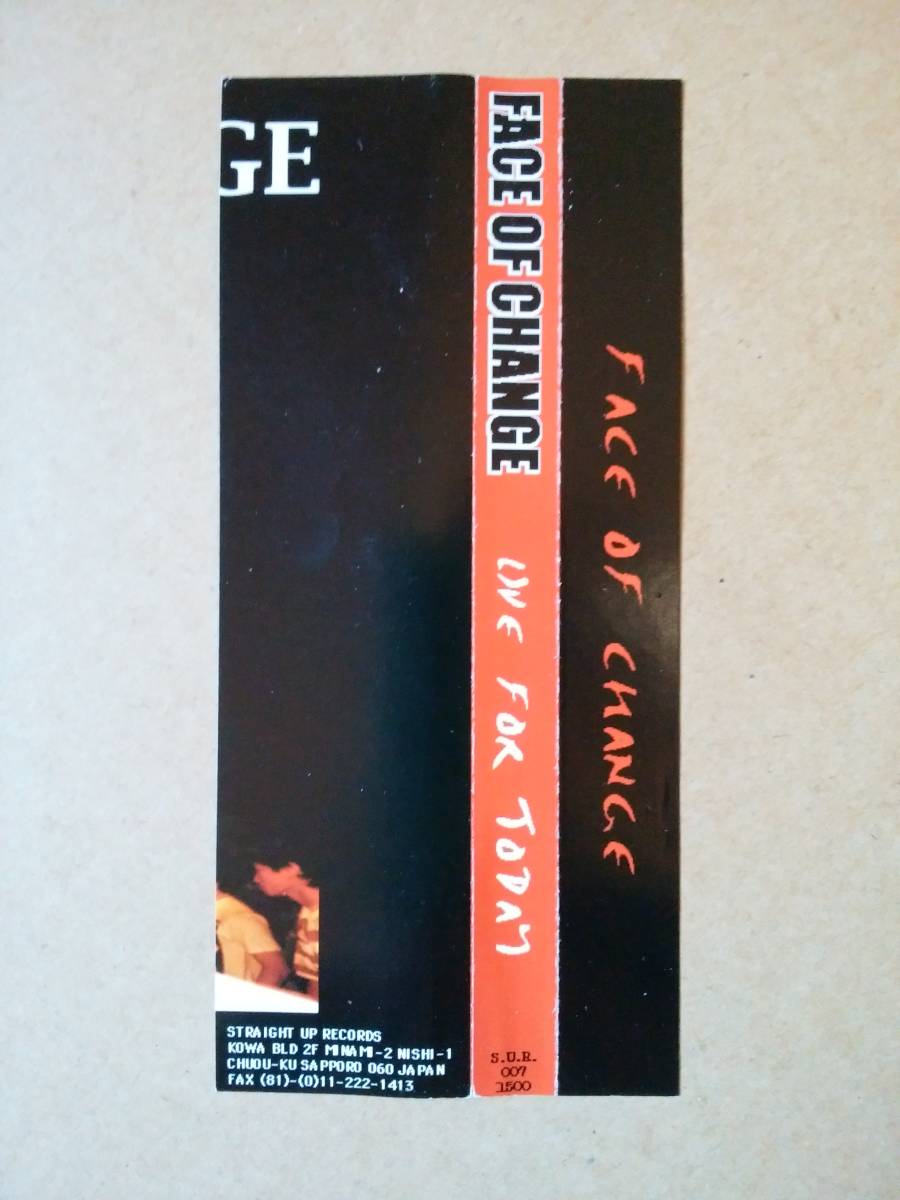 GE
STRAIGHT UP RECORDS
KOWA BLD 2F MINAMI-2 NISHI-1
CHUOU-KU SAPPORO 060 JAPAN
FAX (81)-(0)11-222-1413
FACE OF CHANGE
LIVE FOR TODAY
S.U.R.
007
1500
FACE OF CHANGE